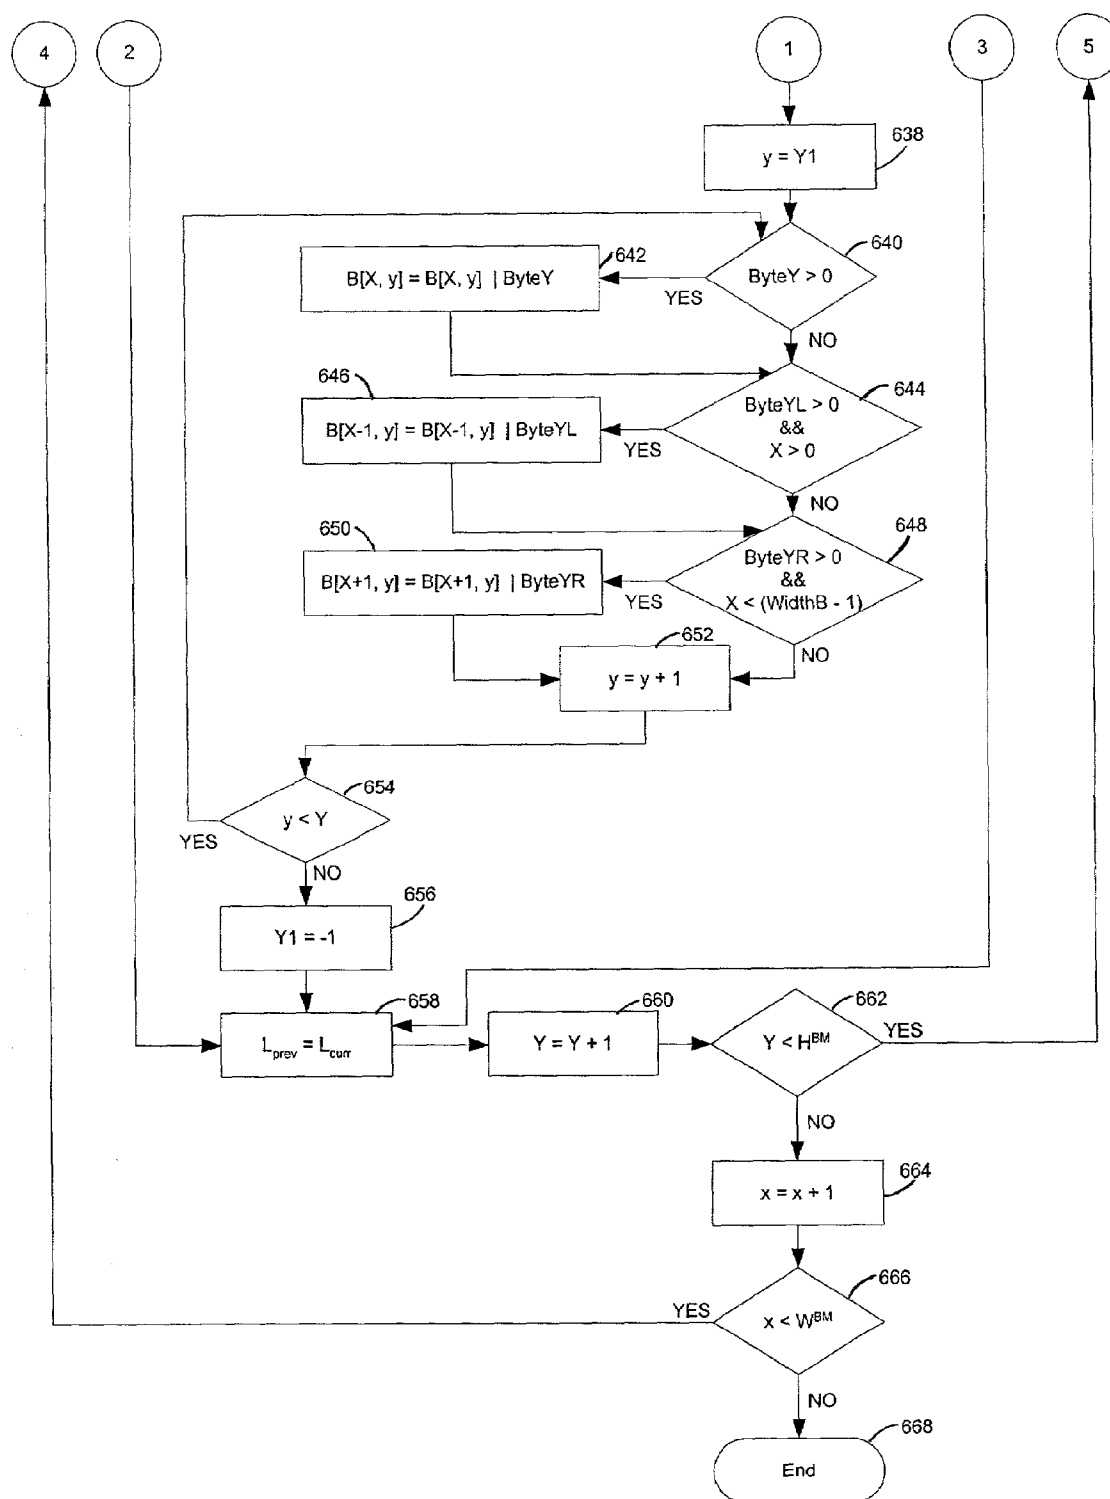 4
2
1
3
5
638
y = Y1
640
ByteY > 0
642
B[X, y] = B[X, y] | ByteY
YES
NO
644
ByteYL > 0
&&
X > 0
646
B[X-1, y] = B[X-1, y] | ByteYL
YES
NO
648
ByteYR > 0
&&
X < (WidthB - 1)
650
B[X+1, y] = B[X+1, y] | ByteYR
YES
NO
652
y = y + 1
654
y < Y
YES
NO
656
Y1 = -1
658
L_prev = L_curr
660
Y = Y + 1
662
Y < H^BM
YES
NO
664
x = x + 1
666
x < W^BM
YES
NO
668
End